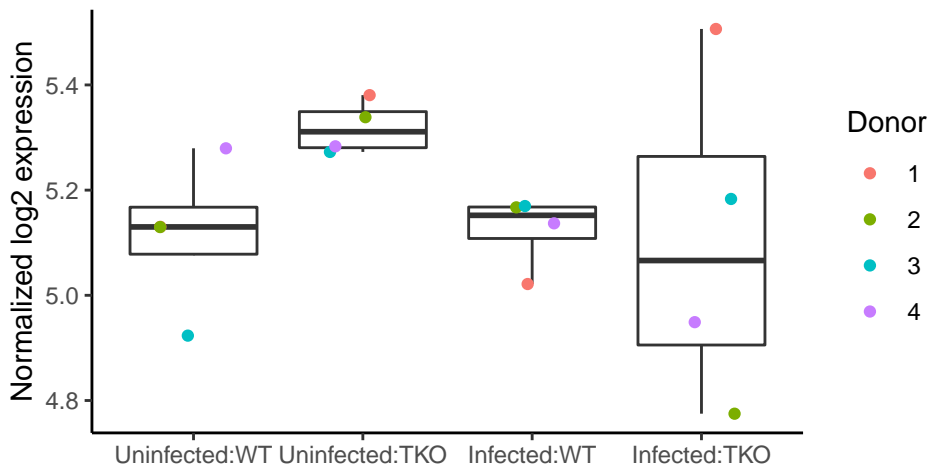 Normalized log2 expression
5.4
5.2
5.0
4.8
Uninfected:WT Uninfected:TKO Infected:WT Infected:TKO
Donor
1
2
3
4